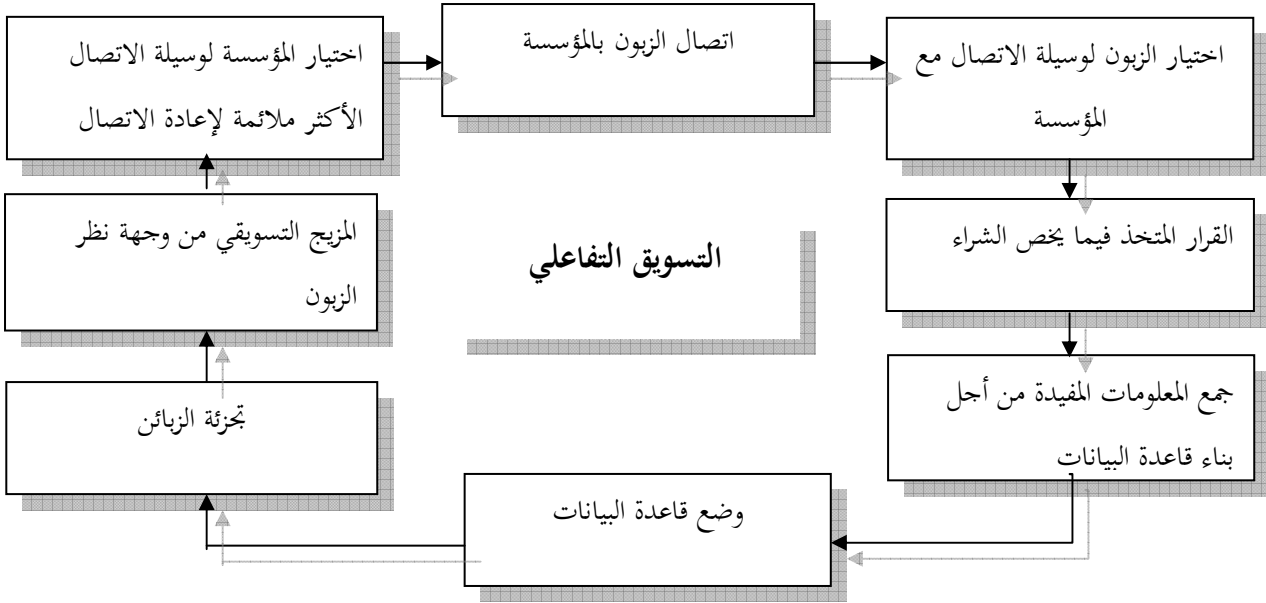 اتصال الزبون بالمؤسسة
اختيار الزبون لوسيلة الاتصال مع
المؤسسة
القرار المتخذ فيما يخص الشراء
جمع المعلومات المفيدة من أجل
بناء قاعدة البيانات
وضع قاعدة البيانات
تجزئة الزبائن
المزيج التسويقي من وجهة نظر
الزبون
اختيار المؤسسة لوسيلة الاتصال
الأكثر ملائمة لإعادة الاتصال
التسويق التفاعلي